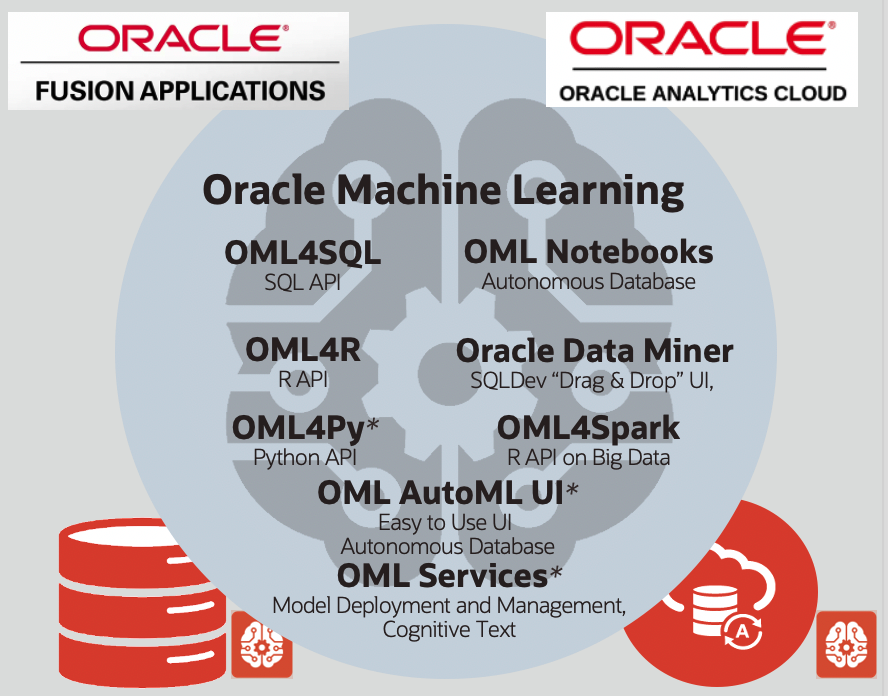 ORACLE®
FUSION APPLICATIONS
ORACLE®
ORACLE ANALYTICS CLOUD
Oracle Machine Learning
OML4SQL
SQL API
OML Notebooks
Autonomous Database
OML4R
R API
Oracle Data Miner
SQLDev “Drag & Drop” UI,
OML4Py*
Python API
OML4Spark
R API on Big Data
OML AutoML UI*
Easy to Use UI
Autonomous Database
OML Services*
Model Deployment and Management,
Cognitive Text
A